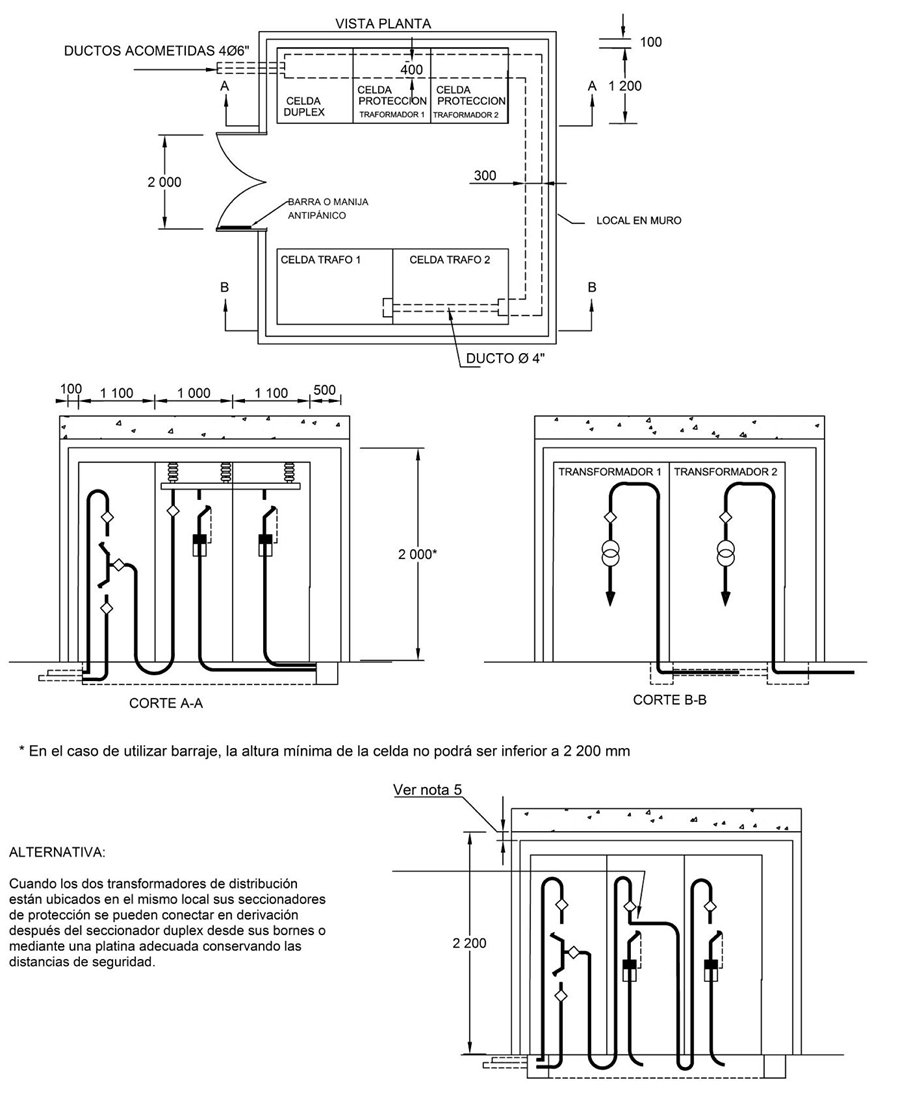 VISTA PLANTA
DUCTOS ACOMETIDAS 4Ø6"
100
400
1 200
A
A
CELDA
DUPLEX
CELDA
PROTECCION
TRAFORMADOR 1
CELDA
PROTECCION
TRAFORMADOR 2
2 000
300
BARRA O MANIJA
ANTIPÁNICO
LOCAL EN MURO
CELDA TRAFO 1
CELDA TRAFO 2
B
B
DUCTO Ø 4"
100
1 100
1 000
1 100
500
TRANSFORMADOR 1
TRANSFORMADOR 2
2 000*
CORTE A-A
CORTE B-B
* En el caso de utilizar barraje, la altura mínima de la celda no podrá ser inferior a 2 200 mm
Ver nota 5
ALTERNATIVA:
Cuando los dos transformadores de distribución
están ubicados en el mismo local sus seccionadores
de protección se pueden conectar en derivación
después del seccionador duplex desde sus bornes o
mediante una platina adecuada conservando las
distancias de seguridad.
2 200